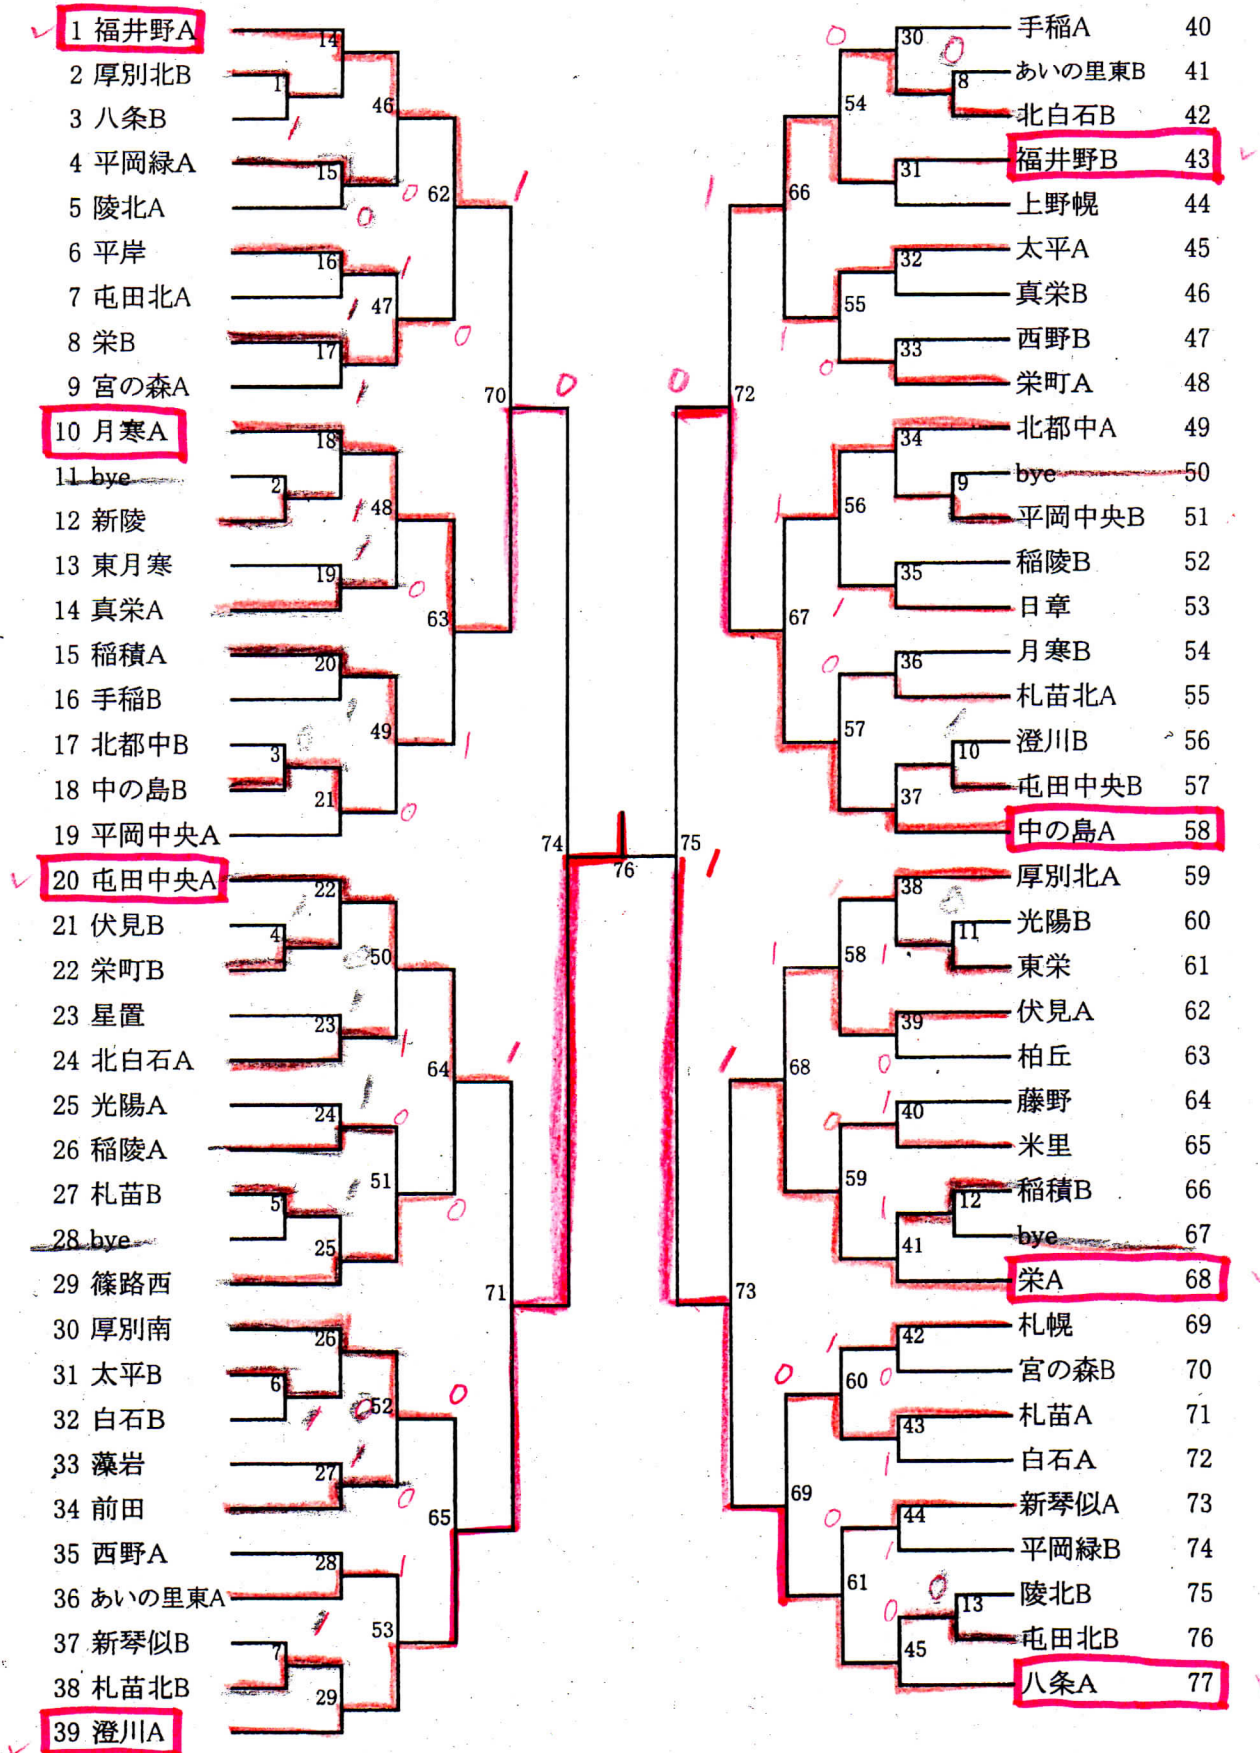 1 福井野A
2 厚別北B
3 八条B
4 平岡緑A
5 陵北A
6 平岸
7 屯田北A
8 栄B
9 宮の森A
10 月寒A
11 bye
12 新陵
13 東月寒
14 真栄A
15 稲積A
16 手稲B
17 北都中B
18 中の島B
19 平岡中央A
20 屯田中央A
21 伏見B
22 栄町B
23 星置
24 北白石A
25 光陽A
26 稲陵A
27 札苗B
28 bye
29 篠路西
30 厚別南
31 太平B
32 白石B
33 藻岩
34 前田
35 西野A
36 あいの里東A
37 新琴似B
38 札苗北B
39 澄川A
14
1
46
15
62
16
47
17
70
18
2
48
19
63
20
49
3
21
74
76
75
22
4
50
23
64
24
51
5
25
71
26
6
52
27
65
28
53
7
29
30
8
54
31
66
32
55
33
72
34
9
56
35
67
36
57
10
37
38
11
58
39
68
40
59
12
41
73
42
60
43
69
44
61
13
45
手稲A 40
あいの里東B 41
北白石B 42
福井野B 43
上野幌 44
太平A 45
真栄B 46
西野B 47
栄町A 48
北都中A 49
bye 50
平岡中央B 51
稲陵B 52
日章 53
月寒B 54
札苗北A 55
澄川B 56
屯田中央B 57
中の島A 58
厚別北A 59
光陽B 60
東栄 61
伏見A 62
柏丘 63
藤野 64
米里 65
稲積B 66
bye 67
栄A 68
札幌 69
宮の森B 70
札苗A 71
白石A 72
新琴似A 73
平岡緑B 74
陵北B 75
屯田北B 76
八条A 77